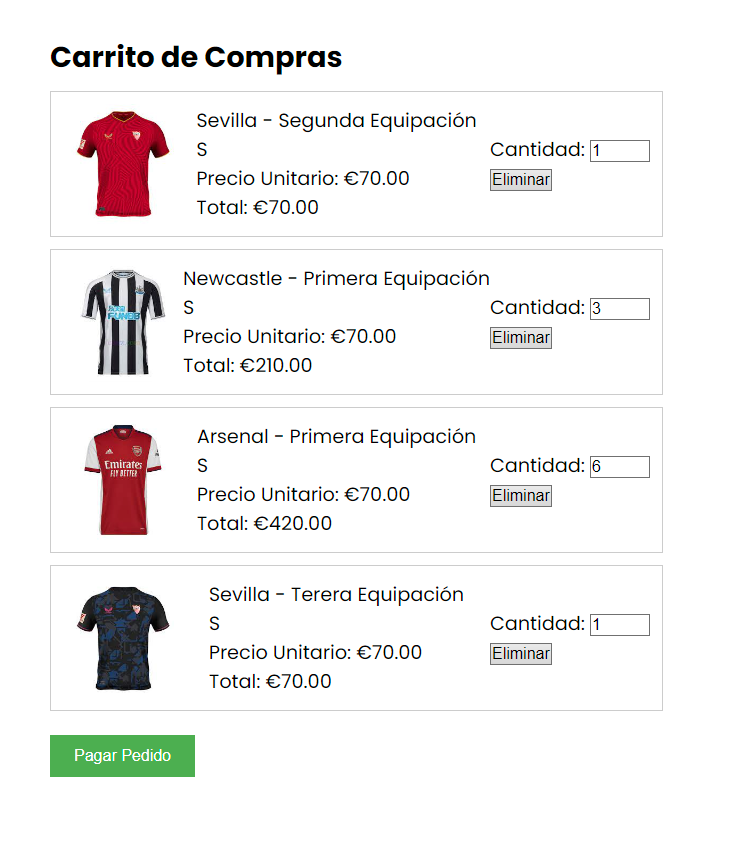 Carrito de Compras
Sevilla - Segunda Equipación
S
Precio Unitario: €70.00
Total: €70.00
Cantidad: 1
Eliminar
Newcastle - Primera Equipación
S
Precio Unitario: €70.00
Total: €210.00
Cantidad: 3
Eliminar
Emirates
FLY BETTER
Arsenal - Primera Equipación
S
Precio Unitario: €70.00
Total: €420.00
Cantidad: 6
Eliminar
Sevilla - Terera Equipación
S
Precio Unitario: €70.00
Total: €70.00
Cantidad: 1
Eliminar
Pagar Pedido